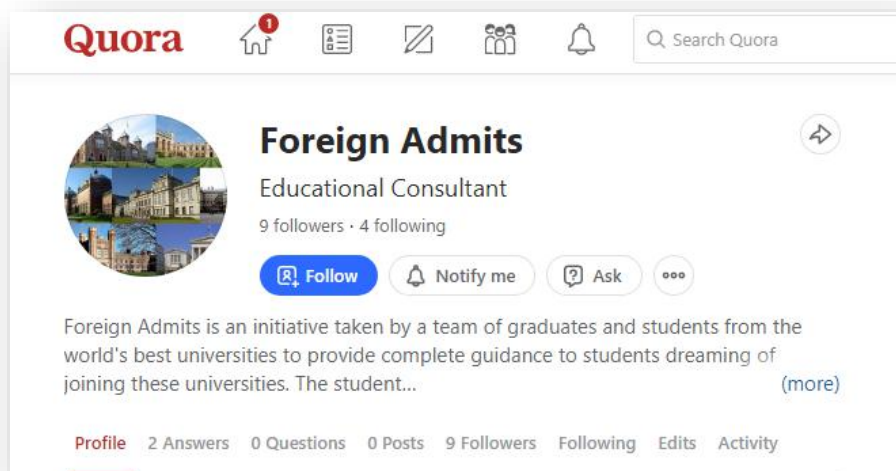 Quora
1
Search Quora
Foreign Admits
Educational Consultant
9 followers · 4 following
Follow
Notify me
Ask
Foreign Admits is an initiative taken by a team of graduates and students from the
world's best universities to provide complete guidance to students dreaming of
joining these universities. The student...
(more)
Profile 2 Answers 0 Questions 0 Posts 9 Followers Following Edits Activity